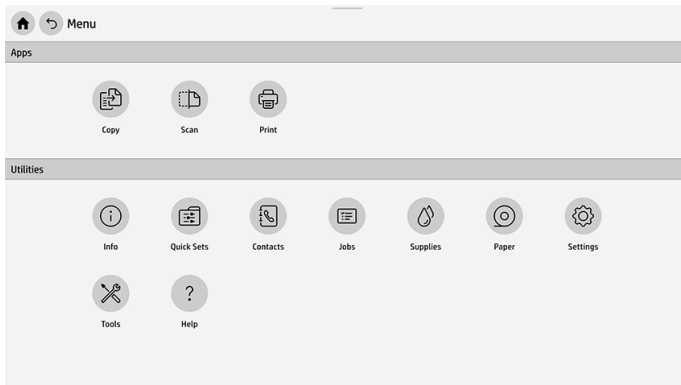 Menu
Apps
Copy Scan Print
Utilities
Info Quick Sets Contacts Jobs Supplies Paper Settings
Tools Help